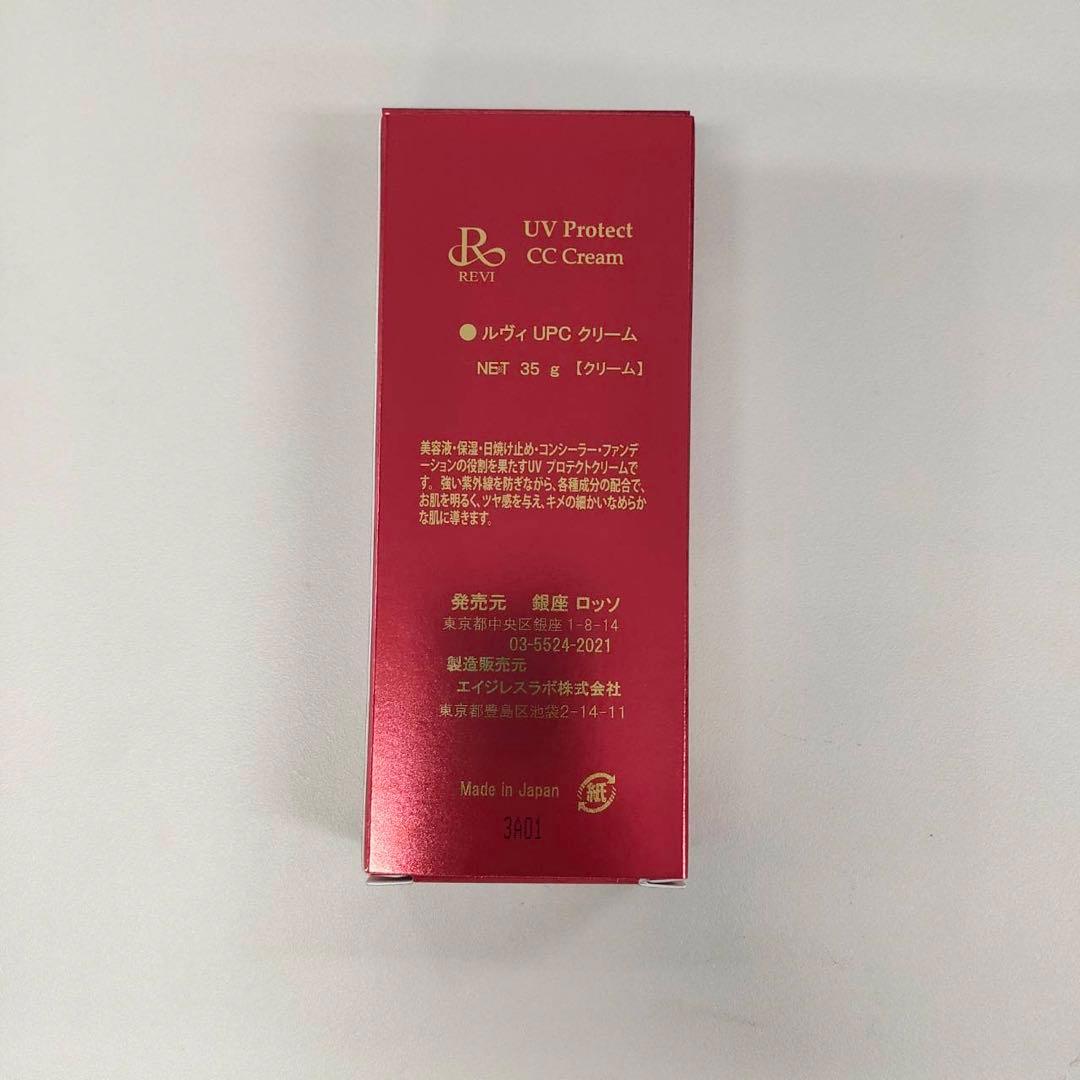 R
REVI
UV Protect
CC Cream
● ルヴィ UPC クリーム
NET 35 g 【クリーム】
美容液・保湿・日焼け止め・コンシーラー・ファンデ
ーションの役割を果たすUV プロテクトクリームで
す。強い紫外線を防ぎながら、各種成分の配合で、
お肌を明るく、ツヤ感を与え、キメの細かいなめらか
な肌に導きます。
発売元 銀座 ロッソ
東京都中央区銀座 1-8-14
03-5524-2021
製造販売元
エイジレスラボ株式会社
東京都豊島区池袋2-14-11
Made in Japan
紙
3A01